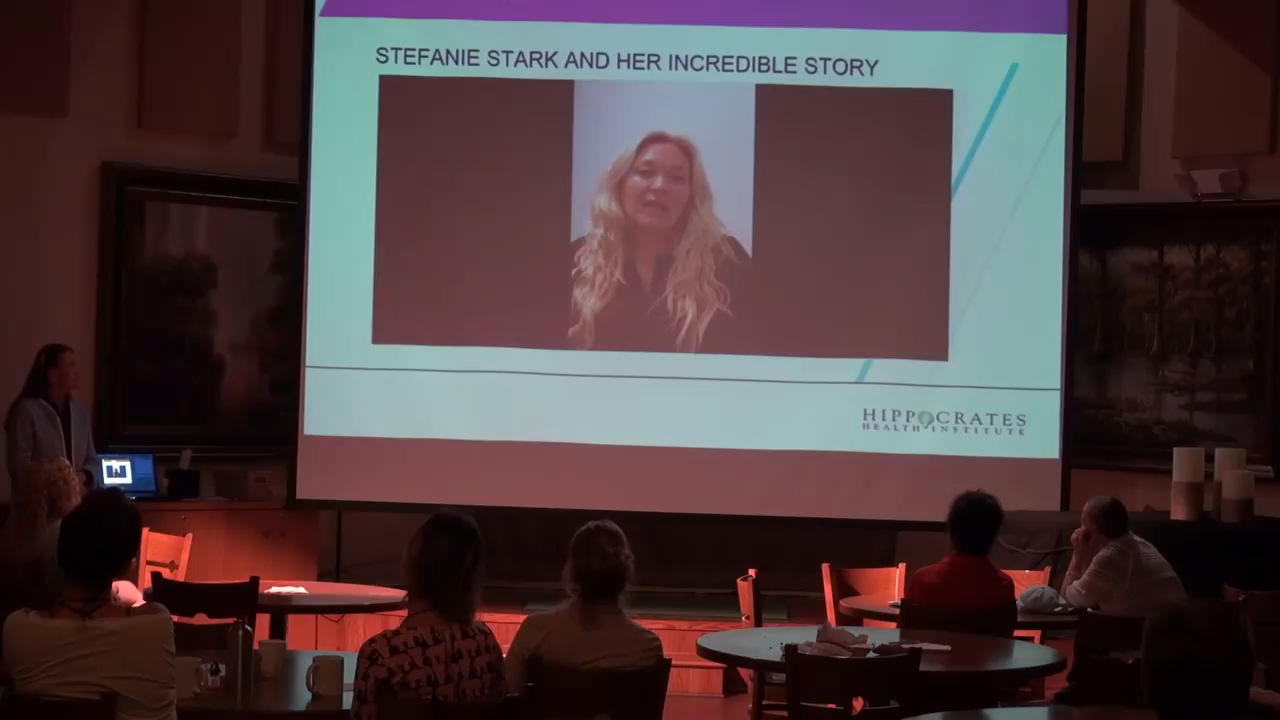 STEFANIE STARK AND HER INCREDIBLE STORY
HIPPOCRATES
HEALTH INSTITUTE